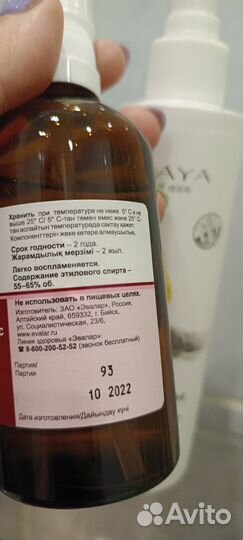 AYA
Хранить при температуре не ниже 5° С и не
выше 25° С/ 5° С-тан төмен емес және 25° С-
тан аспайтын температурада сақтау қажет.
Компоненттерін жеке көтере алмаушылық.
Срок годности – 2 года.
Жарамдылық мерзімі – 2 жыл.
Легко воспламеняется.
Содержание этилового спирта –
55-65% об.
Не использовать в пищевых целях.
Изготовитель: ЗАО «Эвалар», Россия,
Алтайский край, 659332, г. Бийск,
ул. Социалистическая, 23/6,
www.evalar.ru
Линия здоровья «Эвалар»:
8-800-200-52-52 (звонок бесплатный)
Партия/
Партия
93
10 2022
Дата изготовления/Дайындау күні
Avito